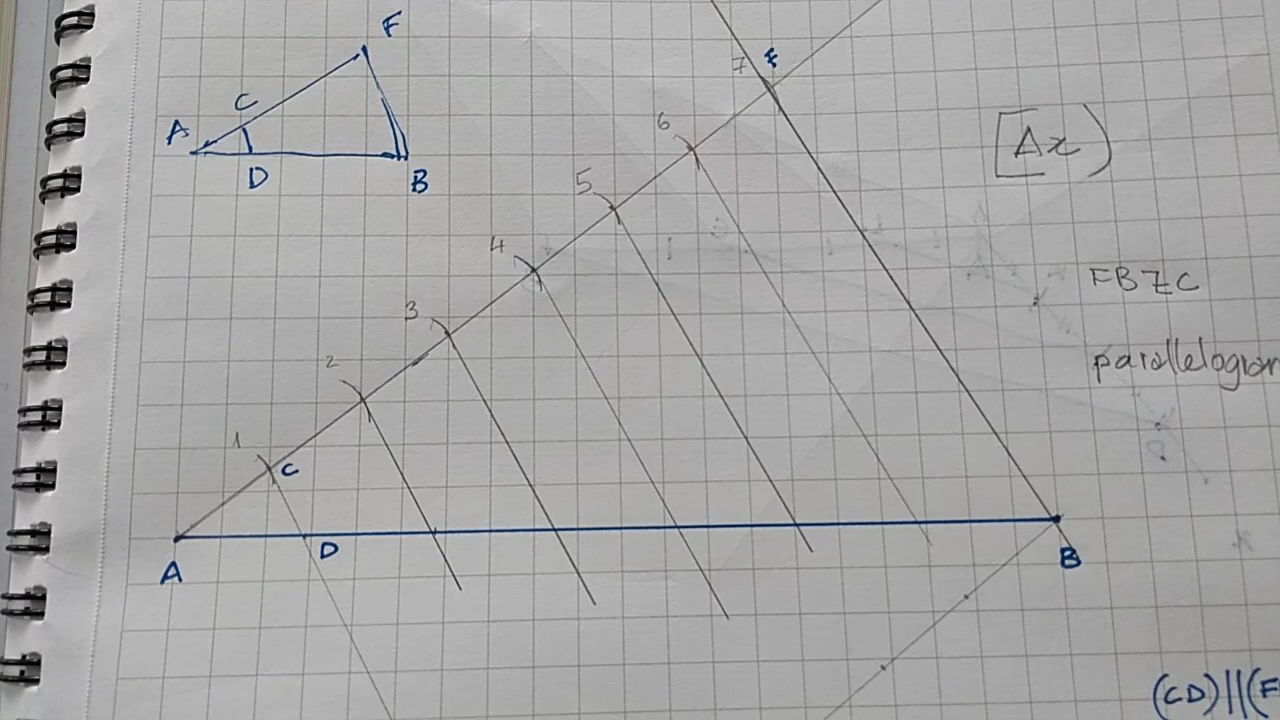 F
C
A
D
B
7 F
6
[Ax)
5
4
FBZC
3
parallelogram
2
1
C
D
A
B
(CD)||(F